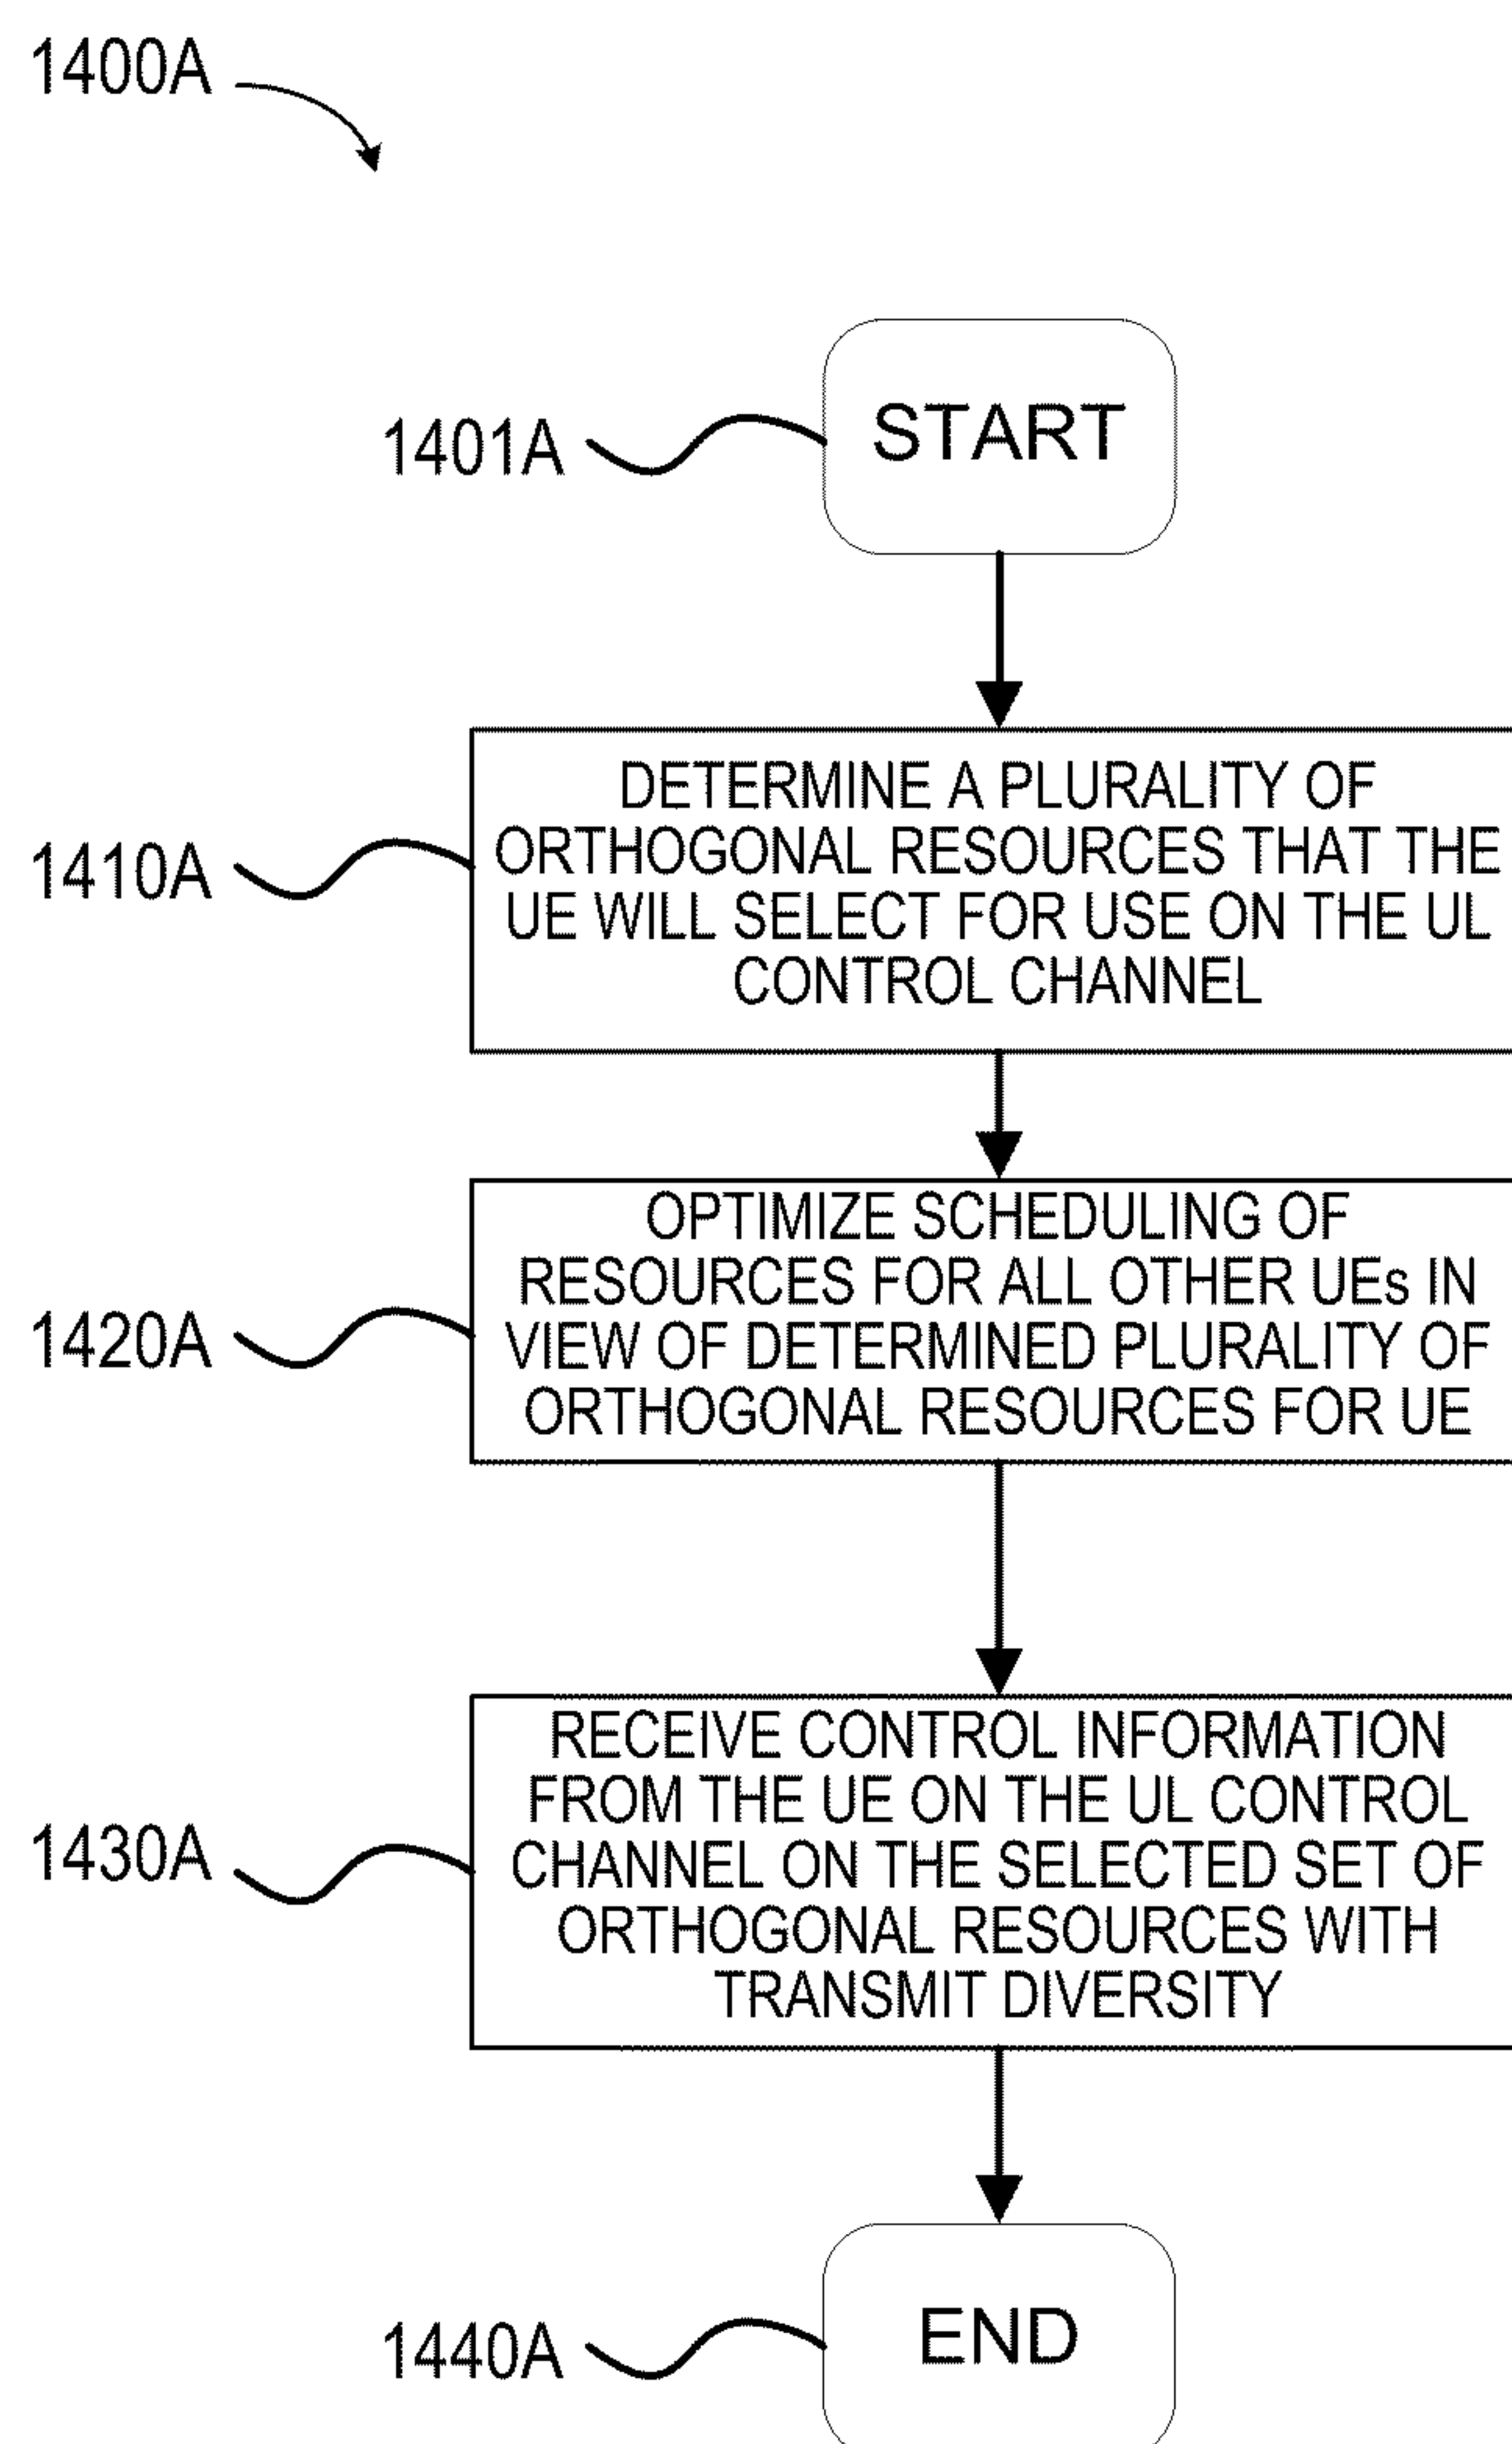 1400A
1401A
START
1410A
DETERMINE A PLURALITY OF
ORTHOGONAL RESOURCES THAT THE
UE WILL SELECT FOR USE ON THE UL
CONTROL CHANNEL
1420A
OPTIMIZE SCHEDULING OF
RESOURCES FOR ALL OTHER UEs IN
VIEW OF DETERMINED PLURALITY OF
ORTHOGONAL RESOURCES FOR UE
1430A
RECEIVE CONTROL INFORMATION
FROM THE UE ON THE UL CONTROL
CHANNEL ON THE SELECTED SET OF
ORTHOGONAL RESOURCES WITH
TRANSMIT DIVERSITY
1440A
END